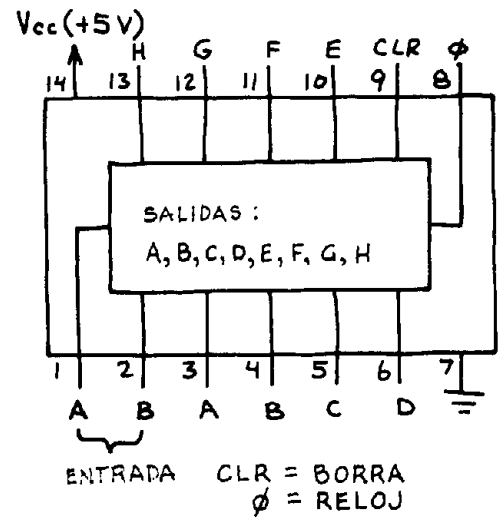 Vcc (+5 V)
H G F E CLR Φ
14 13 12 11 10 9 8
SALIDAS :
A, B, C, D, E, F, G, H
1 2 3 4 5 6 7
A B A B C D
ENTRADA CLR = BORRA
Φ = RELOJ